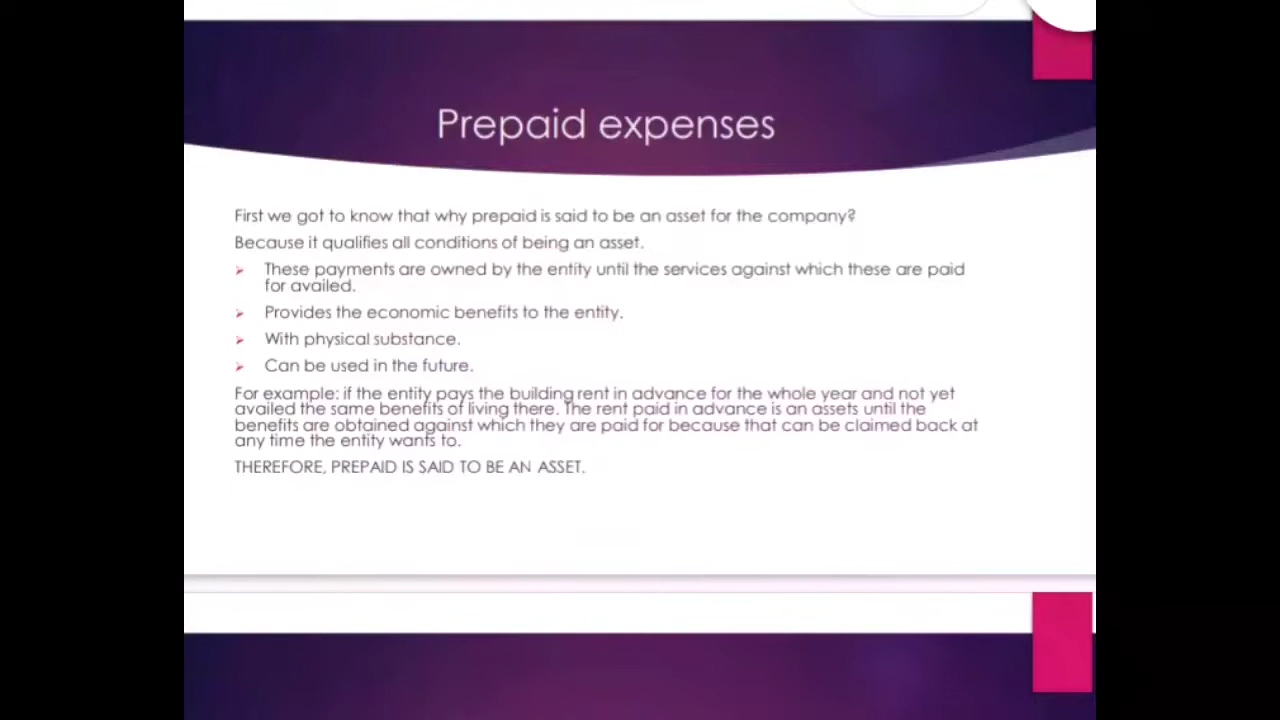 Prepaid expenses
First we got to know that why prepaid is said to be an asset for the company?
Because it qualifies all conditions of being an asset.
These payments are owned by the entity until the services against which these are paid
for availed.
Provides the economic benefits to the entity.
With physical substance.
Can be used in the future.
For example: if the entity pays the building rent in advance for the whole year and not yet
availed the same benefits of living there. The rent paid in advance is an assets until the
benefits are obtained against which they are paid for because that can be claimed back at
any time the entity wants to.
THEREFORE, PREPAID IS SAID TO BE AN ASSET.